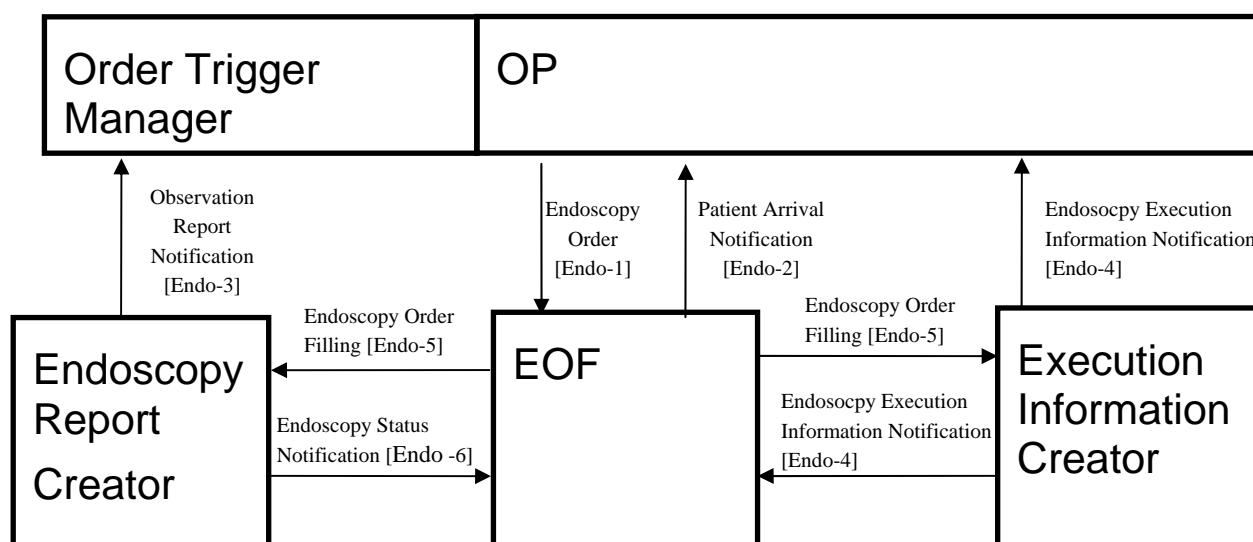 Order Trigger
Manager
OP
Observation
Report
Notification
[Endo-3]
Endoscopy
Order
[Endo-1]
Patient Arrival
Notification
[Endo-2]
Endosocpy Execution
Information Notification
[Endo-4]
Endoscopy
Report
Creator
Endoscopy Order
Filling [Endo-5]
Endoscopy Status
Notification [Endo -6]
EOF
Endoscopy Order
Filling [Endo-5]
Endosocpy Execution
Information Notification
[Endo-4]
Execution
Information
Creator